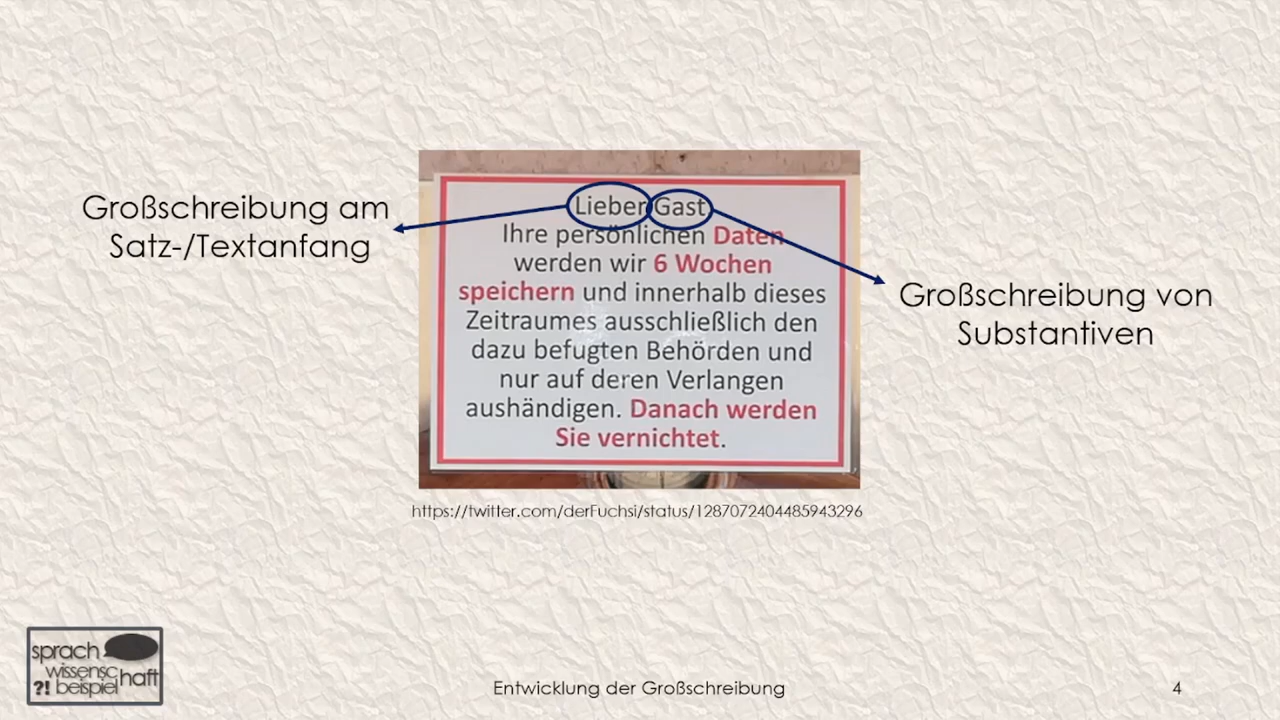 Großschreibung am
Satz-/Textanfang
Lieber Gast
Ihre persönlichen Daten
werden wir 6 Wochen
speichern und innerhalb dieses
Zeitraumes ausschließlich den
dazu befugten Behörden und
nur auf deren Verlangen
aushändigen. Danach werden
Sie vernichtet.
Großschreibung von
Substantiven
https://twitter.com/derFuchsi/status/1287072404485943296
sprach
wissensc
haft
?! beispiel
Entwicklung der Großschreibung
4